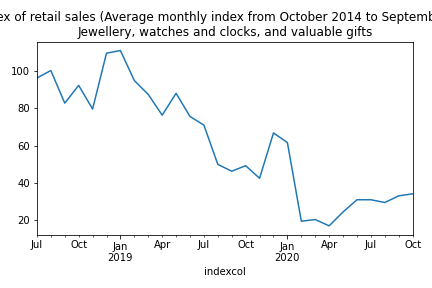 ex of retail sales (Average monthly index from October 2014 to Septemb
Jewellery, watches and clocks, and valuable gifts
100
80
60
40
20
Jul Oct Jan Apr Jul Oct Jan Apr Jul Oct
2019 2020
indexcol